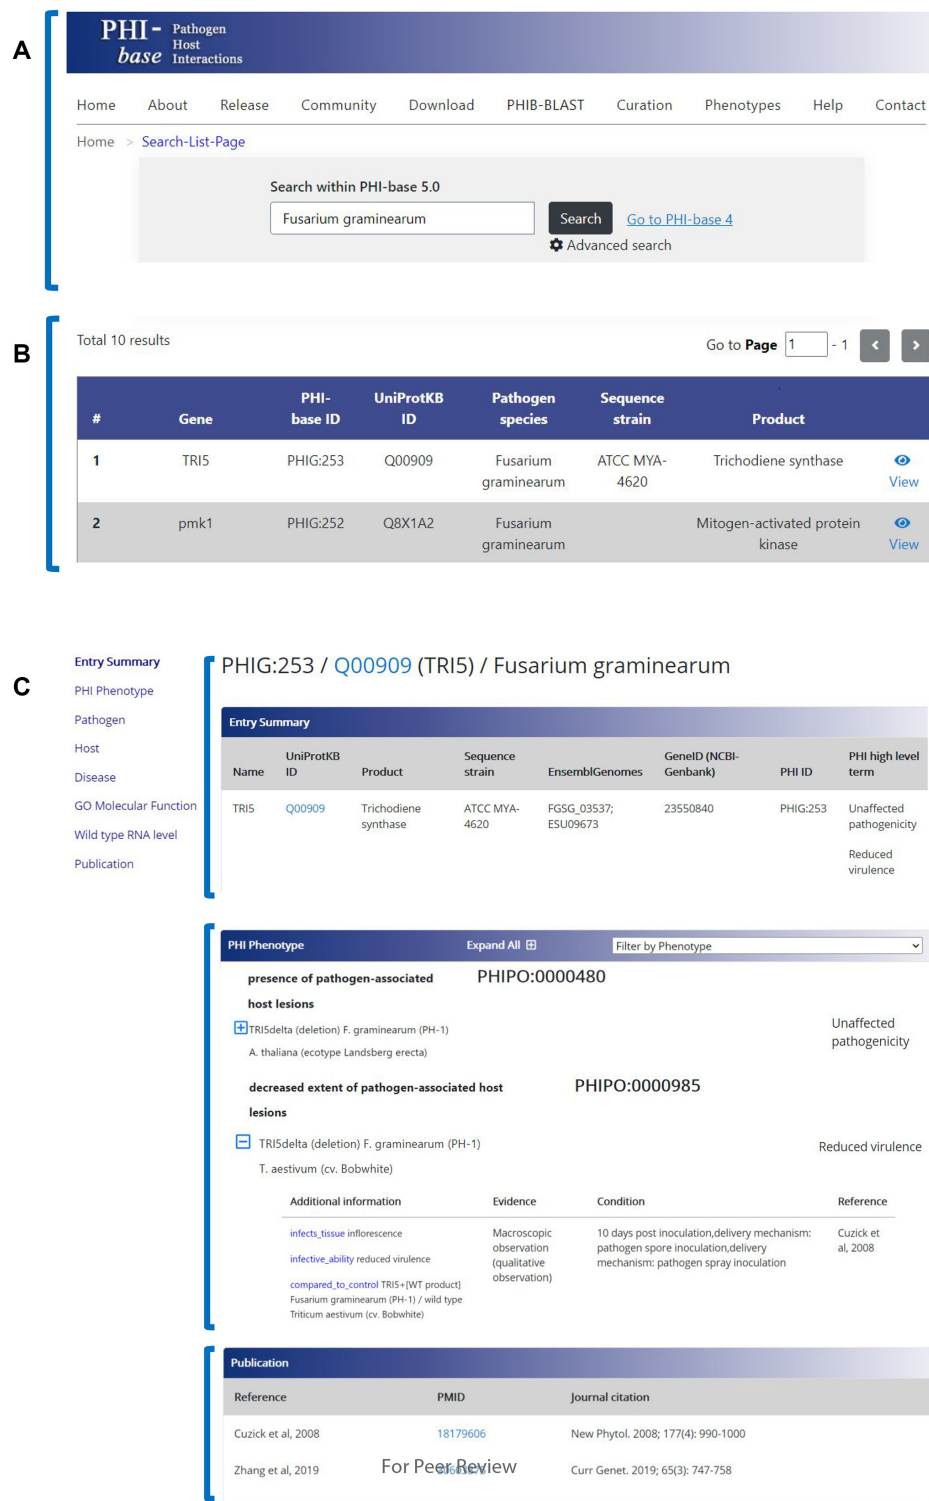 A
PHI- Pathogen
Host
base Interactions
Home About Release Community Download PHIB-BLAST Curation Phenotypes Help Contact
Home > Search-List-Page
Search within PHI-base 5.0
Fusarium graminearum Search Go to PHI-base 4
Advanced search
B
Total 10 results Go to Page 1 - 1 < >
# Gene PHI-base ID UniProtKB ID Pathogen species Sequence strain Product
1 TRI5 PHIG:253 Q00909 Fusarium graminearum ATCC MYA-4620 Trichodiene synthase View
2 pmk1 PHIG:252 Q8X1A2 Fusarium graminearum Mitogen-activated protein kinase View
C
Entry Summary
PHI Phenotype
Pathogen
Host
Disease
GO Molecular Function
Wild type RNA level
Publication
PHIG:253 / Q00909 (TRI5) / Fusarium graminearum
Entry Summary
Name UniProtKB ID Product Sequence strain EnsemblGenomes GeneID (NCBI-Genbank) PHI ID PHI high level term
TRI5 Q00909 Trichodiene synthase ATCC MYA-4620 FGSG_03537; ESU09673 23550840 PHIG:253 Unaffected pathogenicity
Reduced virulence
PHI Phenotype Expand All Filter by Phenotype
presence of pathogen-associated PHIPO:0000480
host lesions
TRI5delta (deletion) F. graminearum (PH-1) Unaffected pathogenicity
A. thaliana (ecotype Landsberg erecta)
decreased extent of pathogen-associated host PHIPO:0000985
lesions
TRI5delta (deletion) F. graminearum (PH-1) Reduced virulence
T. aestivum (cv. Bobwhite)
Additional information Evidence Condition Reference
infects_tissue inflorescence
infective_ability reduced virulence
compared_to_control TRI5+[WT product]
Fusarium graminearum (PH-1) / wild type
Triticum aestivum (cv. Bobwhite)
Macroscopic
observation
(qualitative
observation)
10 days post inoculation,delivery mechanism:
pathogen spore inoculation,delivery
mechanism: pathogen spray inoculation
Cuzick et
al, 2008
Publication
Reference PMID Journal citation
Cuzick et al, 2008 18179606 New Phytol. 2008; 177(4): 990-1000
Zhang et al, 2019 Curr Genet. 2019; 65(3): 747-758
For Peer Review